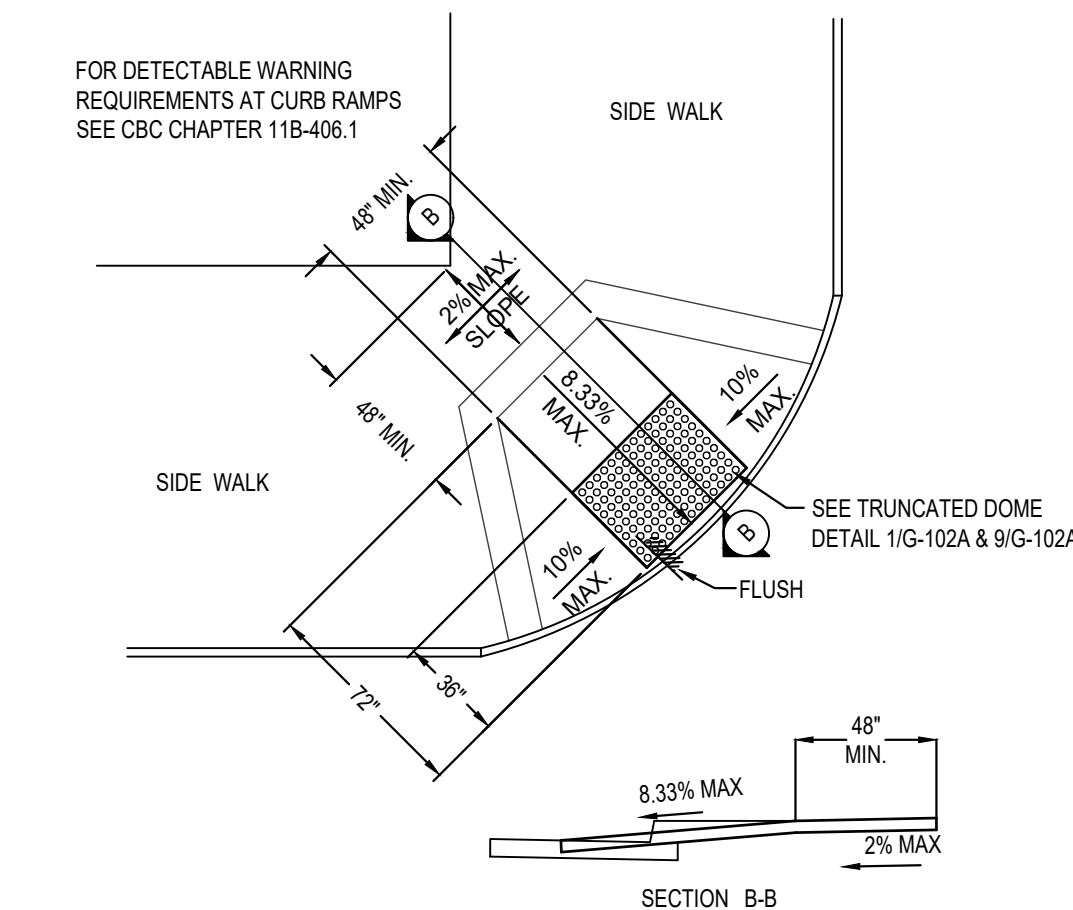 FOR DETECTABLE WARNING
REQUIREMENTS AT CURB RAMPS
SEE CBC CHAPTER 11B-406.1
SIDE WALK
48" MIN.
B
2% MAX.
SLOPE
8.33%
MAX.
10%
MAX.
48" MIN.
SIDE WALK
SEE TRUNCATED DOME
DETAIL 1/G-102A & 9/G-102A
B
10%
MAX.
FLUSH
36"
72"
48"
MIN.
8.33% MAX
2% MAX
SECTION B-B